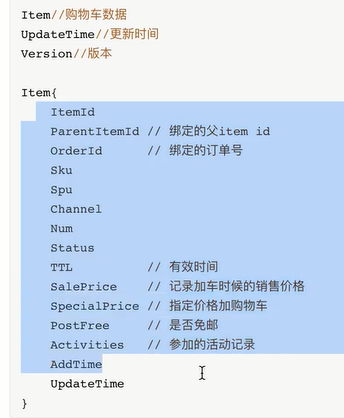 Item//购物车数据
UpdateTime//更新时间
Version//版本
Item{
ItemId
ParentItemId // 绑定的父item id
OrderId // 绑定的订单号
Sku
Spu
Channel
Num
Status
TTL // 有效时间
SalePrice // 记录加车时候的销售价格
SpecialPrice // 指定价格加购物车
PostFree // 是否免邮
Activities // 参加的活动记录
AddTime
UpdateTime
}